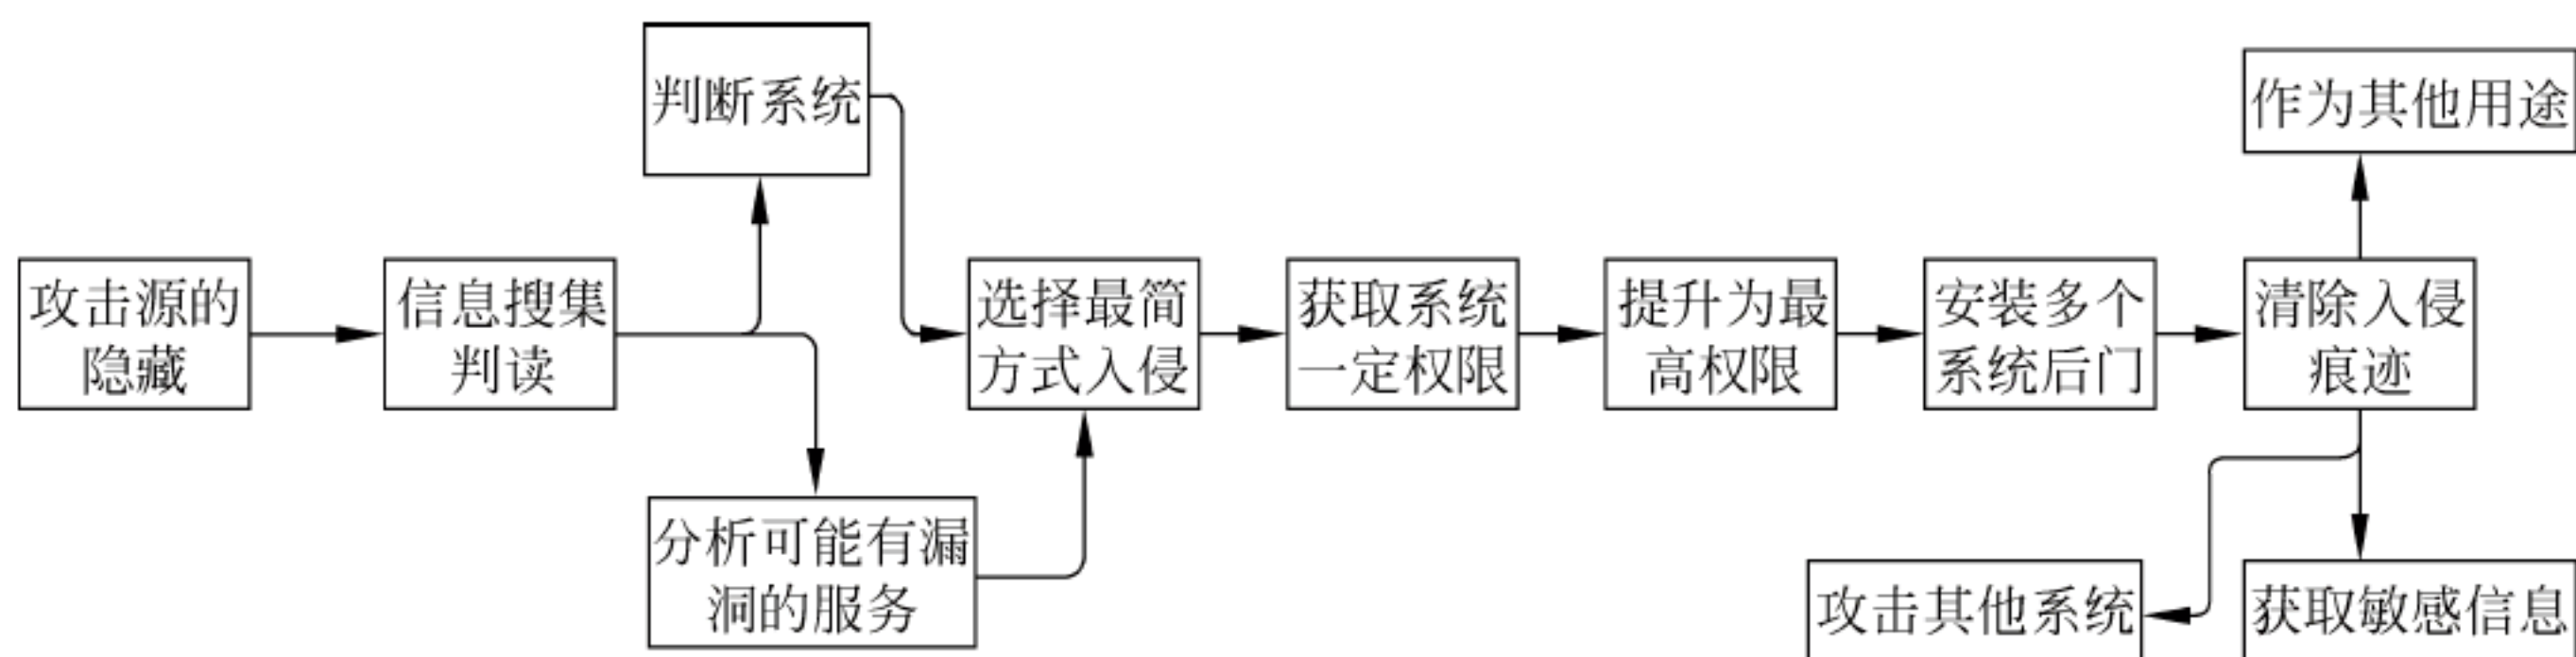 判断系统
作为其他用途
攻击源的
隐藏
信息搜集
判读
选择最简
方式入侵
获取系统
一定权限
提升为最
高权限
安装多个
系统后门
清除入侵
痕迹
分析可能有漏
洞的服务
攻击其他系统
获取敏感信息